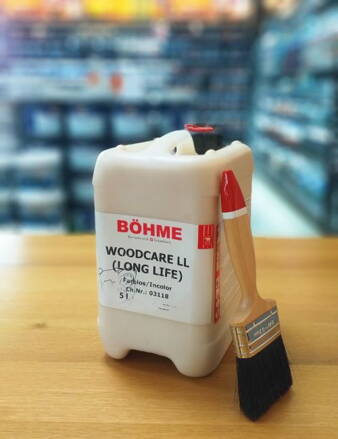 BÖHME
WOODCARE LL
(LONG LIFE)
Farblos/Incolor
Ch.Nr.: 03118
5 l